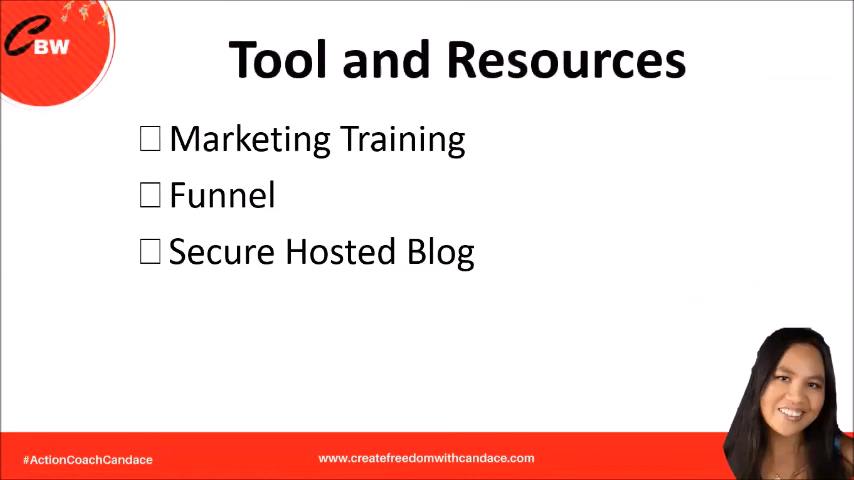 CBW
Tool and Resources
□ Marketing Training
□ Funnel
□ Secure Hosted Blog
#ActionCoachCandace
www.createfreedomwithcandace.com